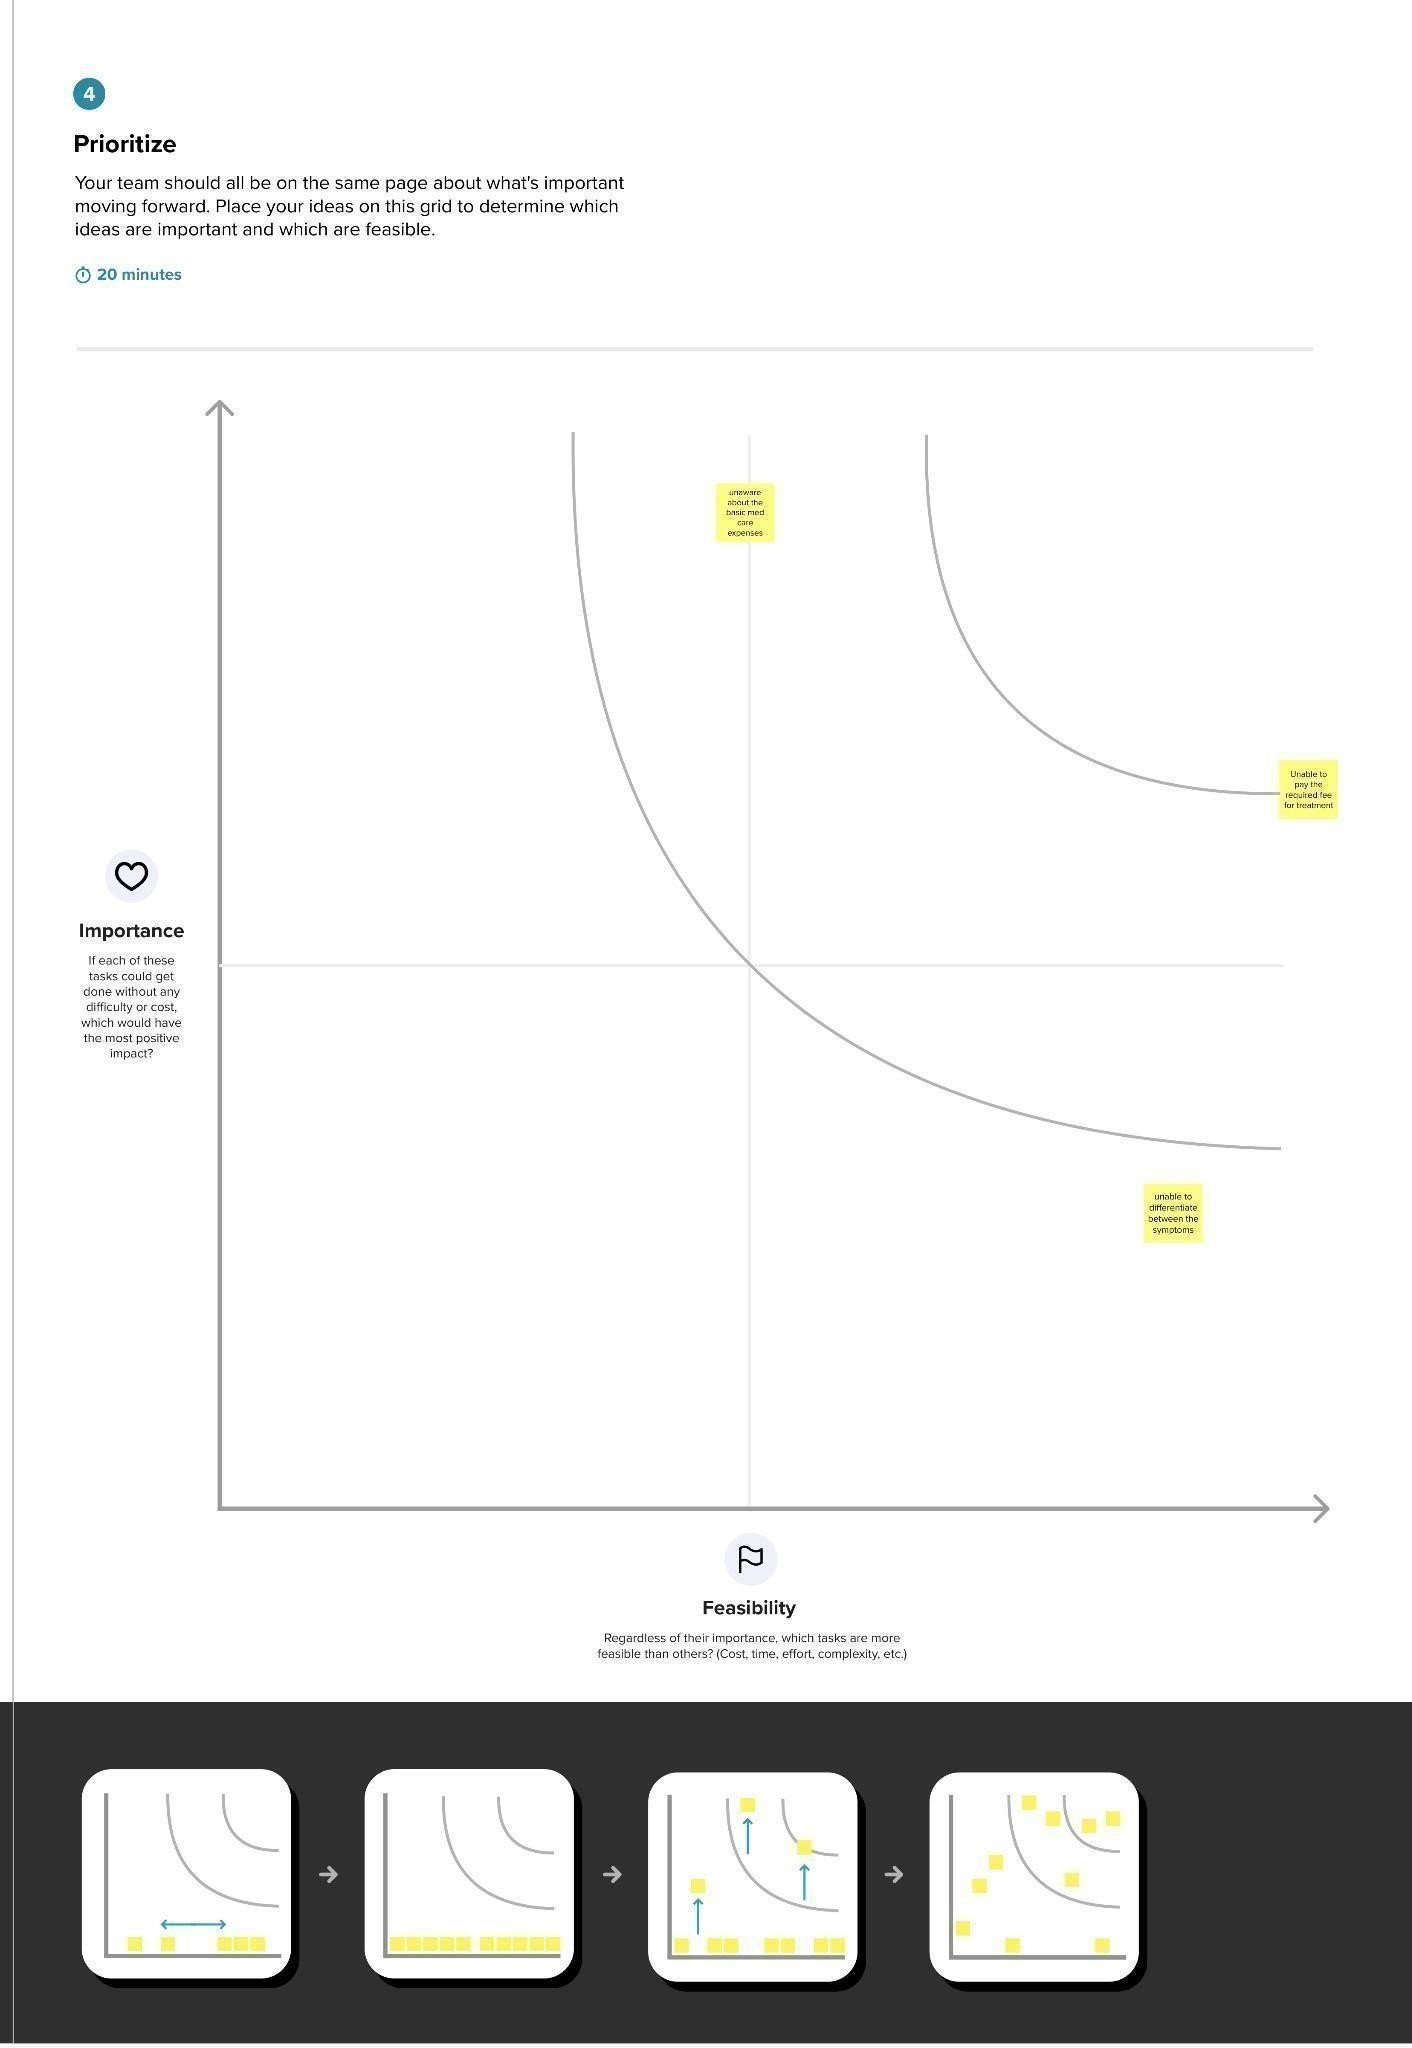 4
Prioritize
Your team should all be on the same page about what's important
moving forward. Place your ideas on this grid to determine which
ideas are important and which are feasible.
20 minutes
unaware
about the
basic med
care
expenses
Unable to
pay the
required fee
for treatment
Importance
If each of these
tasks could get
done without any
difficulty or cost,
which would have
the most positive
impact?
unable to
differentiate
between the
symptoms
Feasibility
Regardless of their importance, which tasks are more
feasible than others? (Cost, time, effort, complexity, etc.)